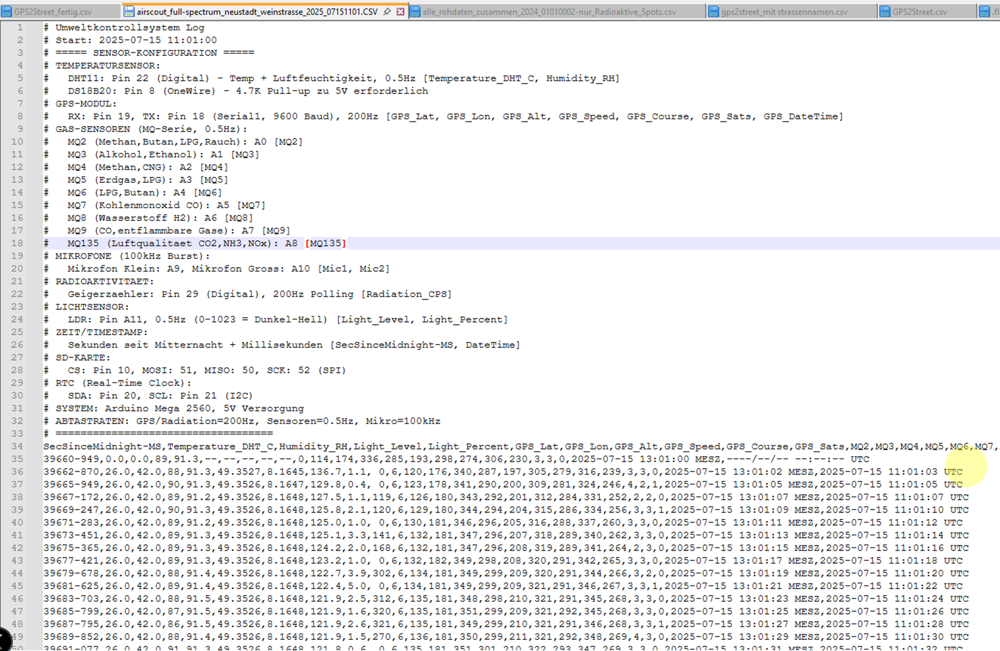 GPS2Street_fertig.csv airscout_full-spectrum_neustadt_weinstrasse_2025_07151101.CSV alle_rohdaten_zusammen_2024_01010002-nur_Radioaktive_Spots.csv gps2street_mit strassennamen.csv GPS2Street.csv
1 # Umweltkontrollsystem Log
2 # Start: 2025-07-15 11:01:00
3 # ===== SENSOR-KONFIGURATION =====
4 # TEMPERATURSENSOR:
5 #   DHT11: Pin 22 (Digital) - Temp + Luftfeuchtigkeit, 0.5Hz [Temperature_DHT_C, Humidity_RH]
6 #   DS18B20: Pin 8 (OneWire) - 4.7K Pull-up zu 5V erforderlich
7 # GPS-MODUL:
8 #   RX: Pin 19, TX: Pin 18 (Serial1, 9600 Baud), 200Hz [GPS_Lat, GPS_Lon, GPS_Alt, GPS_Speed, GPS_Course, GPS_Sats, GPS_DateTime]
9 # GAS-SENSOREN (MQ-Serie, 0.5Hz):
10 #   MQ2 (Methan,Butan,LPG,Rauch): A0 [MQ2]
11 #   MQ3 (Alkohol,Ethanol): A1 [MQ3]
12 #   MQ4 (Methan,CNG): A2 [MQ4]
13 #   MQ5 (Erdgas,LPG): A3 [MQ5]
14 #   MQ6 (LPG,Butan): A4 [MQ6]
15 #   MQ7 (Kohlenmonoxid CO): A5 [MQ7]
16 #   MQ8 (Wasserstoff H2): A6 [MQ8]
17 #   MQ9 (CO,entflammbare Gase): A7 [MQ9]
18 #   MQ135 (Luftqualitaet CO2,NH3,NOx): A8 [MQ135]
19 # MIKROFONE (100kHz Burst):
20 #   Mikrofon Klein: A9, Mikrofon Gross: A10 [Mic1, Mic2]
21 # RADIOAKTIVITAET:
22 #   Geigerzaehler: Pin 29 (Digital), 200Hz Polling [Radiation_CPS]
23 # LICHTSENSOR:
24 #   LDR: Pin A11, 0.5Hz (0-1023 = Dunkel-Hell) [Light_Level, Light_Percent]
25 # ZEIT/TIMESTAMP:
26 #   Sekunden seit Mitternacht + Millisekunden [SecSinceMidnight-MS, DateTime]
27 # SD-KARTE:
28 #   CS: Pin 10, MOSI: 51, MISO: 50, SCK: 52 (SPI)
29 # RTC (Real-Time Clock):
30 #   SDA: Pin 20, SCL: Pin 21 (I2C)
31 # SYSTEM: Arduino Mega 2560, 5V Versorgung
32 # ABTASTRATEN: GPS/Radiation=200Hz, Sensoren=0.5Hz, Mikro=100kHz
33 # ===================================
34 SecSinceMidnight-MS,Temperature_DHT_C,Humidity_RH,Light_Level,Light_Percent,GPS_Lat,GPS_Lon,GPS_Alt,GPS_Speed,GPS_Course,GPS_Sats,MQ2,MQ3,MQ4,MQ5,MQ6,MQ7,
35 39660-949,0.0,0.0,89,91.3,--,--,--,--,--,0,114,174,336,285,193,298,274,306,230,3,3,0,2025-07-15 13:01:00 MESZ,----/--/-- --:--:-- UTC
36 39662-870,26.0,42.0,88,91.3,49.3527,8.1645,136.7,1.1, 0,6,120,176,340,287,197,305,279,316,239,3,3,0,2025-07-15 13:01:02 MESZ,2025-07-15 11:01:03 UTC
37 39665-949,26.0,42.0,90,91.3,49.3526,8.1647,129.8,0.4, 0,6,123,178,341,290,200,309,281,324,246,4,2,1,2025-07-15 13:01:05 MESZ,2025-07-15 11:01:05 UTC
38 39667-172,26.0,42.0,89,91.2,49.3526,8.1648,127.5,1.1,119,6,126,180,343,292,201,312,284,331,252,2,2,0,2025-07-15 13:01:07 MESZ,2025-07-15 11:01:07 UTC
39 39669-247,26.0,42.0,90,91.3,49.3526,8.1648,125.8,2.1,120,6,129,180,344,294,204,315,286,334,256,3,3,1,2025-07-15 13:01:09 MESZ,2025-07-15 11:01:10 UTC
40 39671-283,26.0,42.0,89,91.2,49.3526,8.1648,125.0,1.0, 0,6,130,181,346,296,205,316,288,337,260,3,3,0,2025-07-15 13:01:11 MESZ,2025-07-15 11:01:12 UTC
41 39673-451,26.0,42.0,89,91.3,49.3526,8.1648,125.1,3.3,141,6,132,181,347,296,207,318,289,340,262,3,3,0,2025-07-15 13:01:13 MESZ,2025-07-15 11:01:14 UTC
42 39675-365,26.0,42.0,89,91.3,49.3526,8.1648,124.2,2.0,168,6,132,181,347,296,208,319,289,341,264,2,3,0,2025-07-15 13:01:15 MESZ,2025-07-15 11:01:16 UTC
43 39677-421,26.0,42.0,89,91.3,49.3526,8.1648,123.2,1.0, 0,6,132,182,349,298,208,320,291,342,265,3,3,0,2025-07-15 13:01:17 MESZ,2025-07-15 11:01:18 UTC
44 39679-678,26.0,42.0,88,91.4,49.3526,8.1648,122.7,3.9,302,6,134,181,349,299,209,320,291,344,266,3,2,0,2025-07-15 13:01:19 MESZ,2025-07-15 11:01:20 UTC
45 39681-625,26.0,42.0,89,91.4,49.3526,8.1648,122.4,5.0, 0,6,134,181,349,299,209,321,291,346,267,3,3,1,2025-07-15 13:01:21 MESZ,2025-07-15 11:01:22 UTC
46 39683-703,26.0,42.0,88,91.5,49.3526,8.1648,121.9,2.5,312,6,135,181,348,298,210,321,291,345,268,3,3,0,2025-07-15 13:01:23 MESZ,2025-07-15 11:01:24 UTC
47 39685-799,26.0,42.0,87,91.5,49.3526,8.1648,121.9,1.6,320,6,135,181,351,299,209,321,292,345,268,3,3,0,2025-07-15 13:01:25 MESZ,2025-07-15 11:01:26 UTC
48 39687-795,26.0,42.0,86,91.5,49.3526,8.1648,121.9,2.6,321,6,135,181,349,299,210,321,291,346,268,3,3,1,2025-07-15 13:01:27 MESZ,2025-07-15 11:01:28 UTC
49 39689-852,26.0,42.0,88,91.4,49.3526,8.1648,121.9,1.5,270,6,136,181,350,299,211,322,292,348,269,4,3,0,2025-07-15 13:01:29 MESZ,2025-07-15 11:01:30 UTC